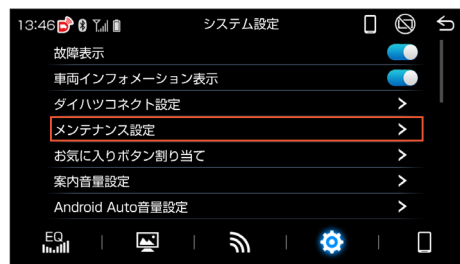 13:46 システム設定
故障表示
車両インフォメーション表示
ダイハツコネクト設定
メンテナンス設定
お気に入りボタン割り当て
案内音量設定
Android Auto音量設定
EQ